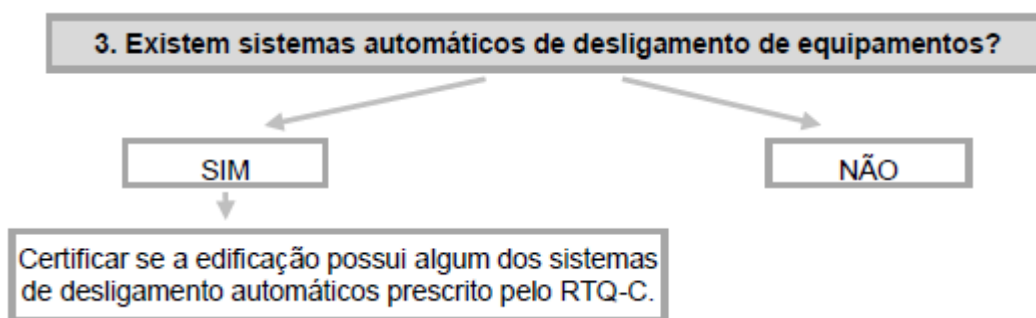 3. Existem sistemas automáticos de desligamento de equipamentos?
SIM
NÃO
Certificar se a edificação possui algum dos sistemas
de desligamento automáticos prescrito pelo RTQ-C.